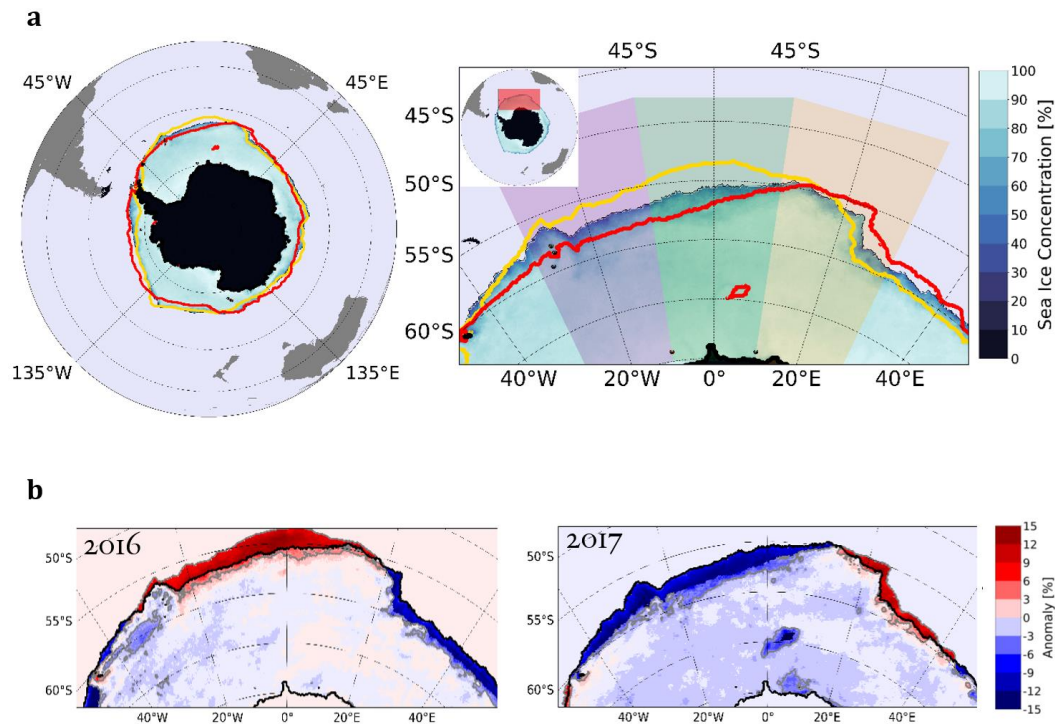 a
45°W
45°E
135°W
135°E
45°S
45°S
45°S
50°S
55°S
60°S
40°W
20°W
0°
20°E
40°E
100
90
80
70
60
50
40
30
20
10
0
Sea Ice Concentration [%]
b
2016
50°S
55°S
60°S
40°W
20°W
0°
20°E
40°E
2017
50°S
55°S
60°S
40°W
20°W
0°
20°E
40°E
15
12
9
6
3
0
-3
-6
-9
-12
-15
Anomaly [%]